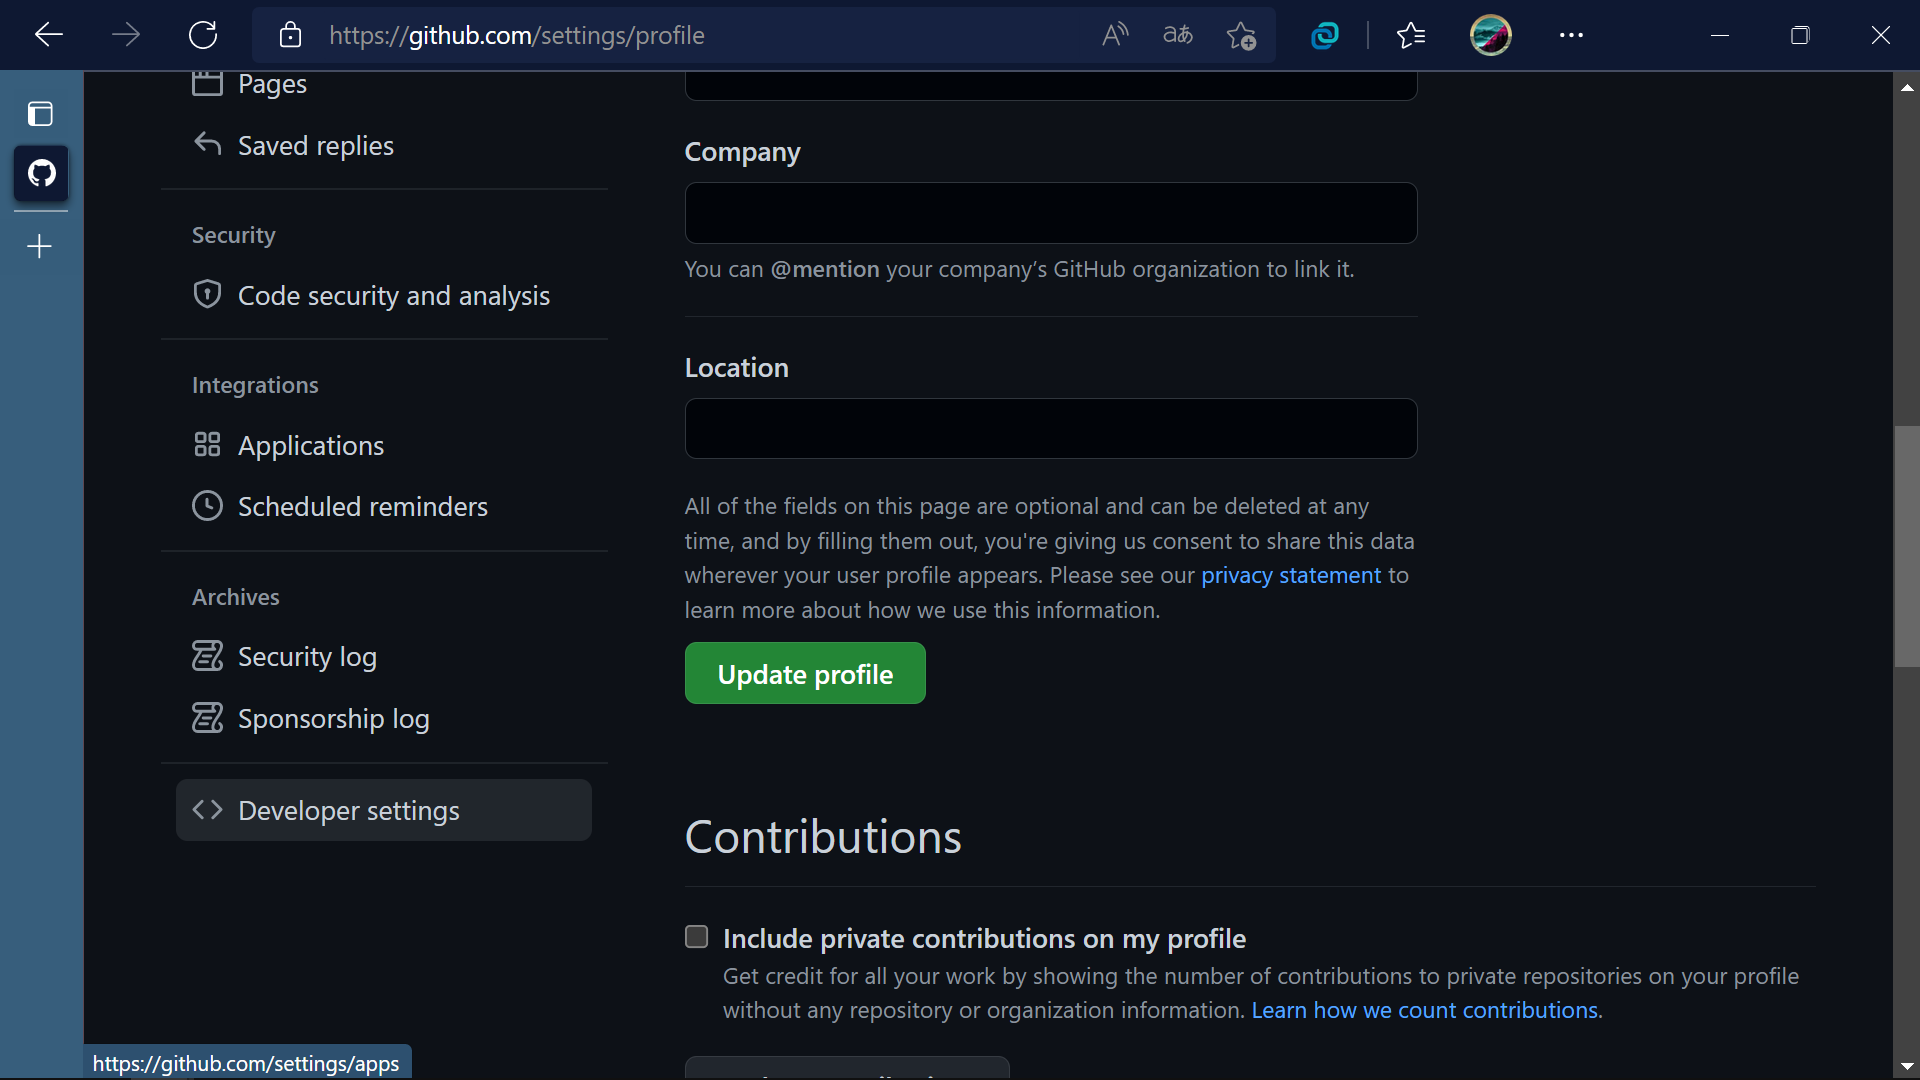 https://github.com/settings/profile
Pages
Saved replies
Security
Code security and analysis
Integrations
Applications
Scheduled reminders
Archives
Security log
Sponsorship log
Developer settings
Company
You can @mention your company’s GitHub organization to link it.
Location
All of the fields on this page are optional and can be deleted at any
time, and by filling them out, you're giving us consent to share this data
wherever your user profile appears. Please see our privacy statement to
learn more about how we use this information.
Update profile
Contributions
Include private contributions on my profile
Get credit for all your work by showing the number of contributions to private repositories on your profile
without any repository or organization information. Learn how we count contributions.
https://github.com/settings/apps